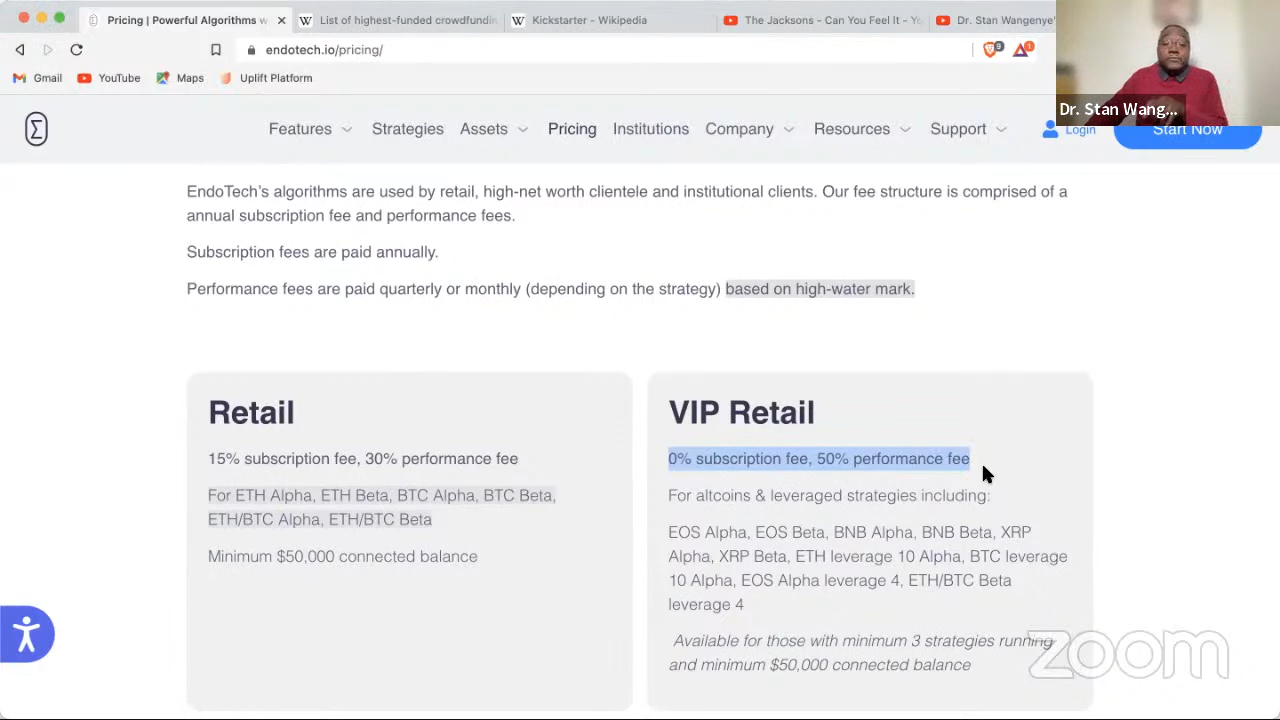 Pricing | Powerful Algorithms w
List of highest-funded crowdfundin
Kickstarter - Wikipedia
The Jacksons - Can You Feel It - Yo
Dr. Stan Wangenye'
endotech.io/pricing/
9
1
Gmail
YouTube
Maps
Uplift Platform
Dr. Stan Wang...
Features
Strategies
Assets
Pricing
Institutions
Company
Resources
Support
Login
Start Now
EndoTech's algorithms are used by retail, high-net worth clientele and institutional clients. Our fee structure is comprised of a
annual subscription fee and performance fees.
Subscription fees are paid annually.
Performance fees are paid quarterly or monthly (depending on the strategy) based on high-water mark.
Retail
15% subscription fee, 30% performance fee
For ETH Alpha, ETH Beta, BTC Alpha, BTC Beta,
ETH/BTC Alpha, ETH/BTC Beta
Minimum $50,000 connected balance
VIP Retail
0% subscription fee, 50% performance fee
For altcoins & leveraged strategies including:
EOS Alpha, EOS Beta, BNB Alpha, BNB Beta, XRP
Alpha, XRP Beta, ETH leverage 10 Alpha, BTC leverage
10 Alpha, EOS Alpha leverage 4, ETH/BTC Beta
leverage 4
Available for those with minimum 3 strategies running
and minimum $50,000 connected balance
zoom